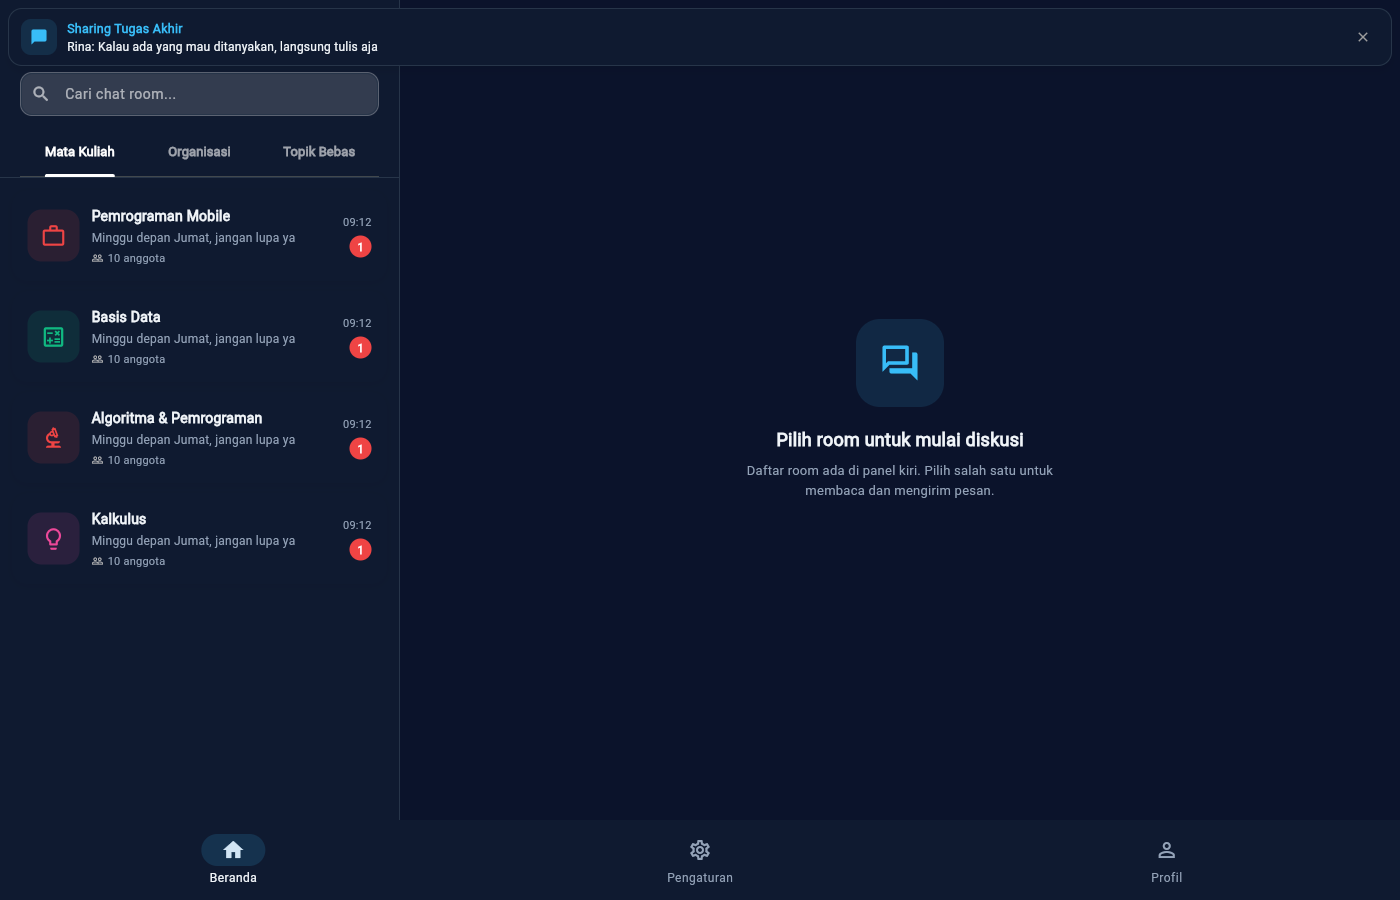 Sharing Tugas Akhir
Rina: Kalau ada yang mau ditanyakan, langsung tulis aja
Cari chat room...
Mata Kuliah
Organisasi
Topik Bebas
Pemrograman Mobile
09:12
Minggu depan Jumat, jangan lupa ya
1
10 anggota
Basis Data
09:12
Minggu depan Jumat, jangan lupa ya
1
10 anggota
Algoritma & Pemrograman
09:12
Minggu depan Jumat, jangan lupa ya
1
10 anggota
Kalkulus
09:12
Minggu depan Jumat, jangan lupa ya
1
10 anggota
Pilih room untuk mulai diskusi
Daftar room ada di panel kiri. Pilih salah satu untuk
membaca dan mengirim pesan.
Beranda
Pengaturan
Profil